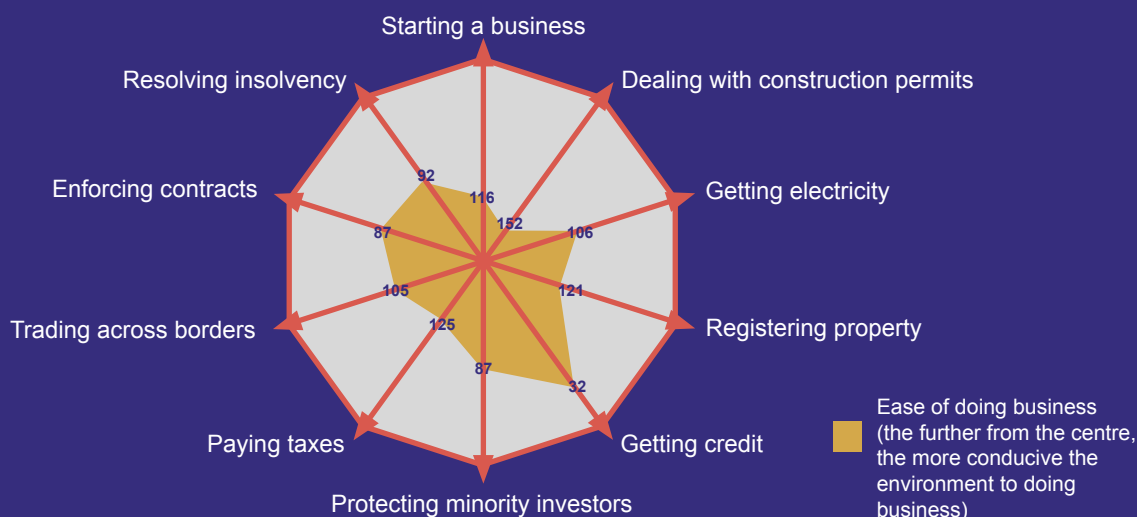 Starting a business
Resolving insolvency
Dealing with construction permits
Enforcing contracts
Getting electricity
Trading across borders
Registering property
Paying taxes
Getting credit
Protecting minority investors
92
116
152
87
106
105
121
125
87
32
Ease of doing business
(the further from the centre,
the more conducive the
environment to doing
business)